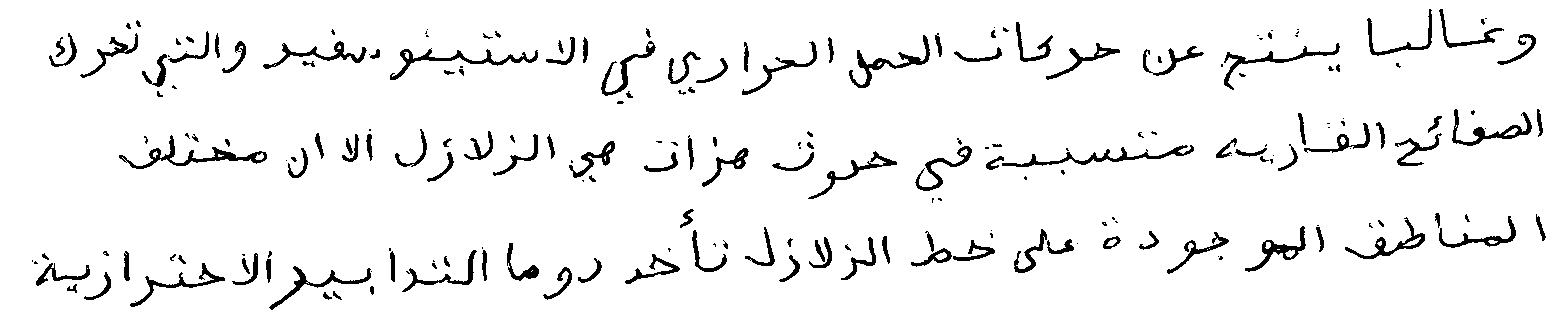 وغالبا ينتج عن حركات الحمل الحراري في الاستينوسفير والتي تحرك
الصفائح القاريه متسببة في حدوث هزات هي الزلازل الا ان مختلف
المناطق الموجودة على خط الزلازل تأخد دوما التدابير الاحترازية